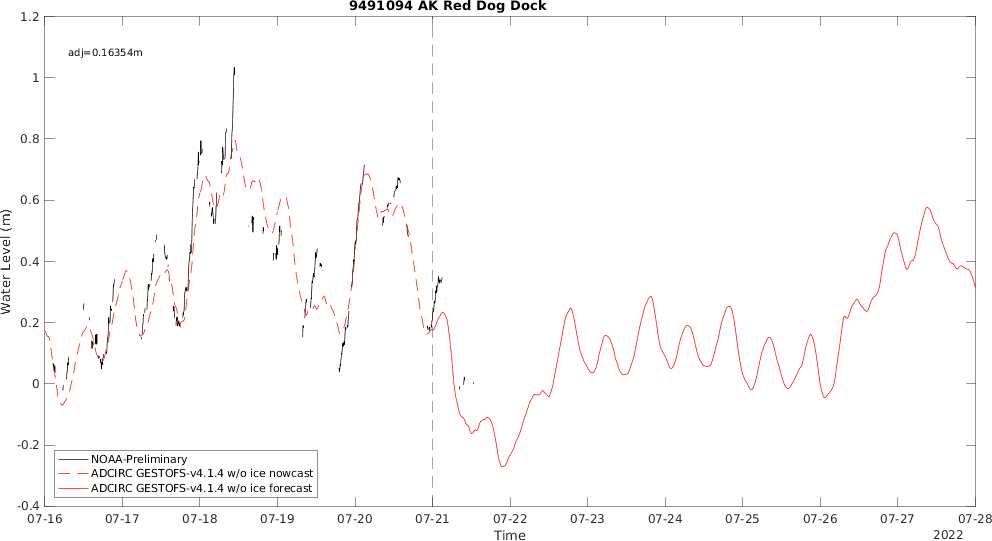 9491094 AK Red Dog Dock
adj=0.16354m
Water Level (m)
1.2
1
0.8
0.6
0.4
0.2
0
-0.2
-0.4
NOAA-Preliminary
ADCIRC GESTOFS-v4.1.4 w/o ice nowcast
ADCIRC GESTOFS-v4.1.4 w/o ice forecast
07-16 07-17 07-18 07-19 07-20 07-21 07-22 07-23 07-24 07-25 07-26 07-27 07-28
Time
2022